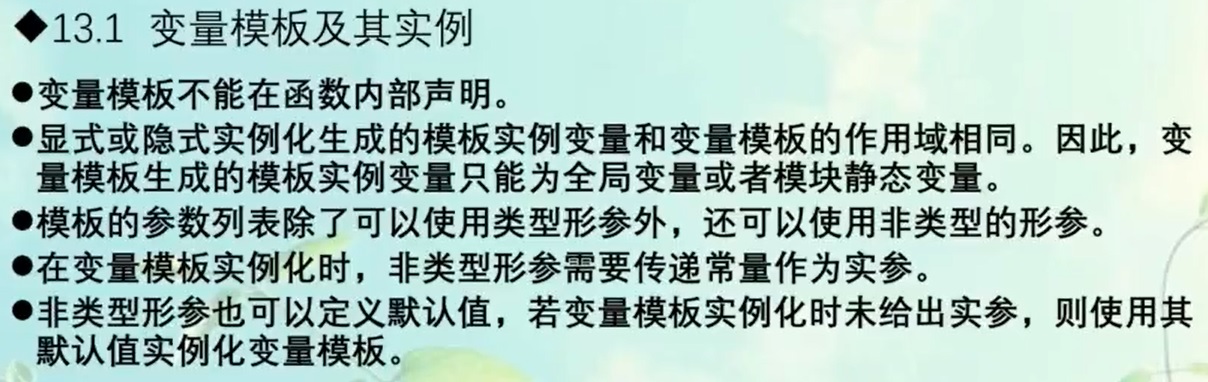 ◆13.1 变量模板及其实例
●变量模板不能在函数内部声明。
●显式或隐式实例化生成的模板实例变量和变量模板的作用域相同。因此，变
量模板生成的模板实例变量只能为全局变量或者模块静态变量。
●模板的参数列表除了可以使用类型形参外，还可以使用非类型的形参。
●在变量模板实例化时，非类型形参需要传递常量作为实参。
●非类型形参也可以定义默认值，若变量模板实例化时未给出实参，则使用其
默认值实例化变量模板。